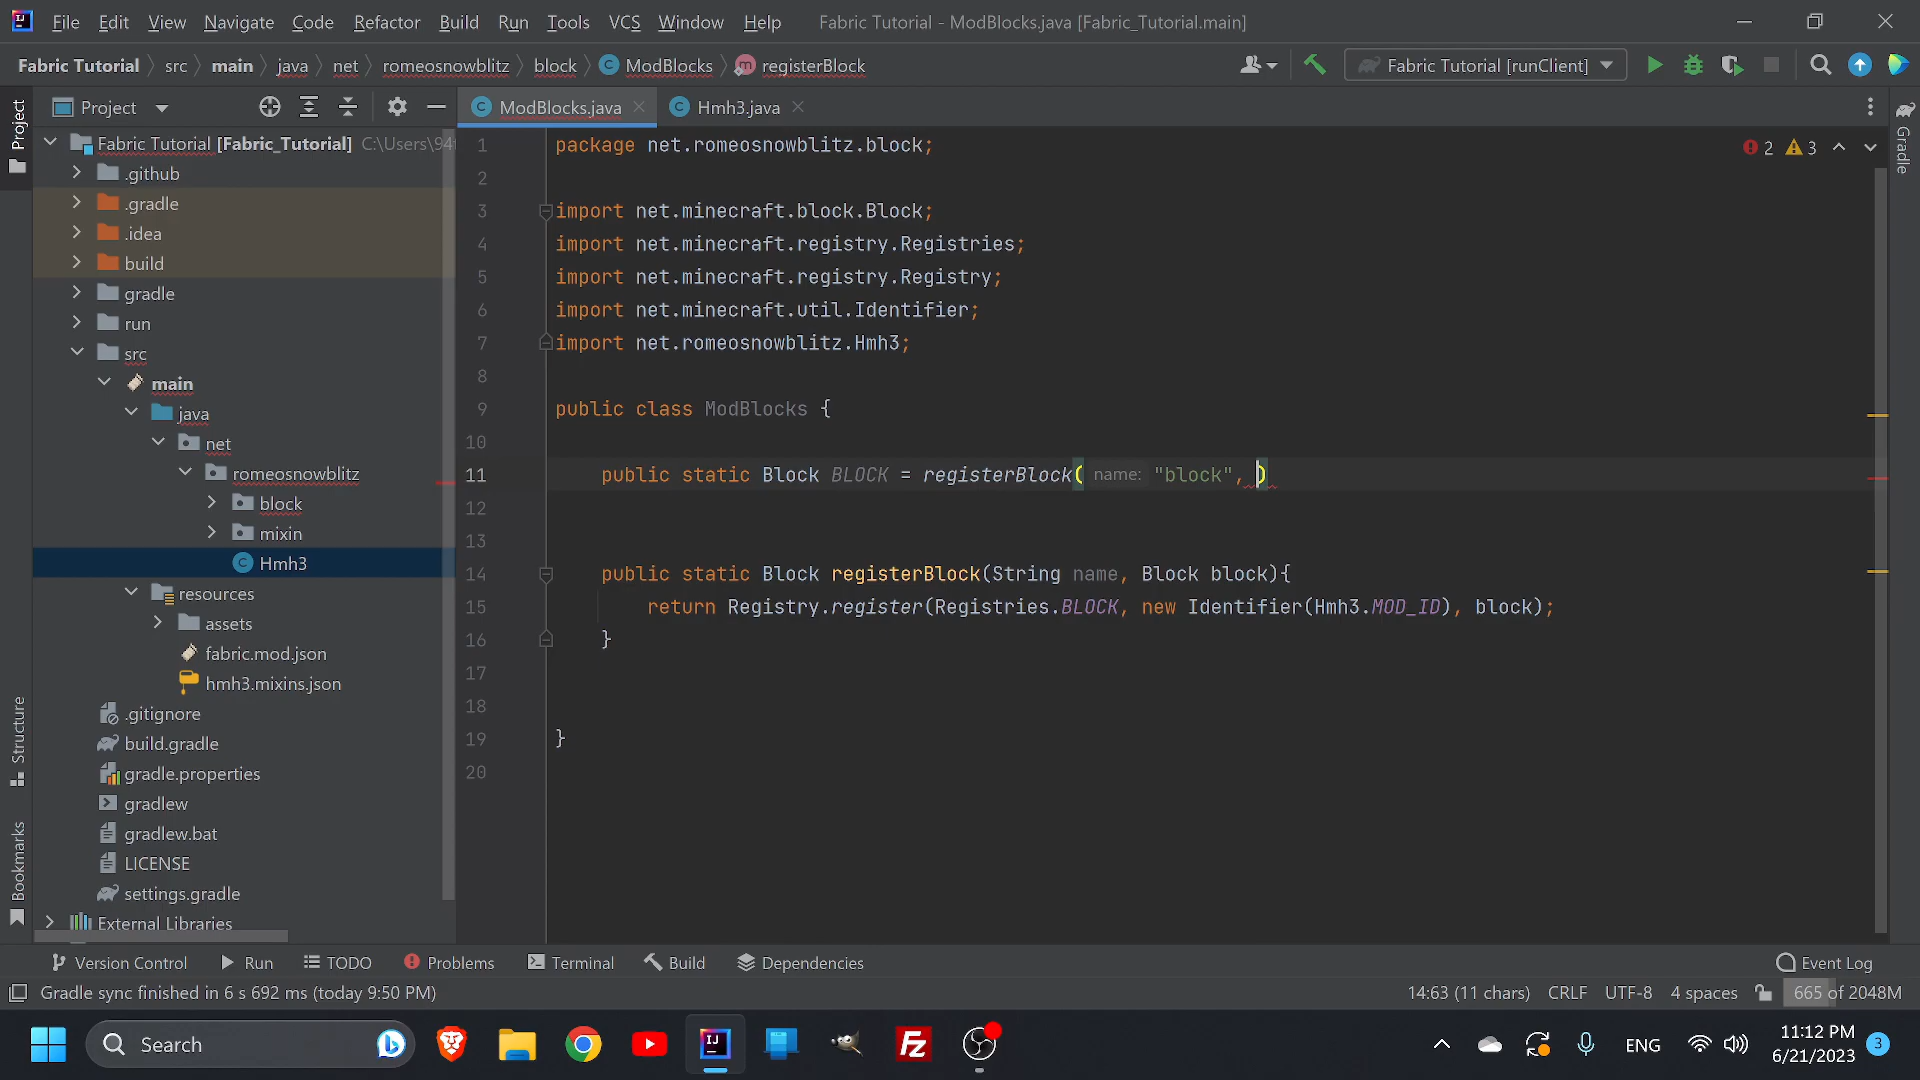 File Edit View Navigate Code Refactor Build Run Tools VCS Window Help Fabric Tutorial - ModBlocks.java [Fabric_Tutorial.main]
Fabric Tutorial src main java net romeosnowblitz block ModBlocks registerBlock Fabric Tutorial [runClient]
Project
ModBlocks.java Hmh3.java
Project
Structure
Bookmarks
Gradle
Fabric Tutorial [Fabric_Tutorial] C:\Users\94
.github
.gradle
.idea
build
gradle
run
src
main
java
net
romeosnowblitz
block
mixin
Hmh3
resources
assets
fabric.mod.json
hmh3.mixins.json
.gitignore
build.gradle
gradle.properties
gradlew
gradlew.bat
LICENSE
settings.gradle
External Libraries
2 3
1 package net.romeosnowblitz.block;
2
3 import net.minecraft.block.Block;
4 import net.minecraft.registry.Registries;
5 import net.minecraft.registry.Registry;
6 import net.minecraft.util.Identifier;
7 import net.romeosnowblitz.Hmh3;
8
9 public class ModBlocks {
10
11 public static Block BLOCK = registerBlock( name: "block", )
12
13
14 public static Block registerBlock(String name, Block block){
15 return Registry.register(Registries.BLOCK, new Identifier(Hmh3.MOD_ID), block);
16 }
17
18
19 }
20
Version Control Run TODO Problems Terminal Build Dependencies Event Log
Gradle sync finished in 6 s 692 ms (today 9:50 PM) 14:63 (11 chars) CRLF UTF-8 4 spaces 665 of 2048M
Search
ENG
11:12 PM
6/21/2023
3